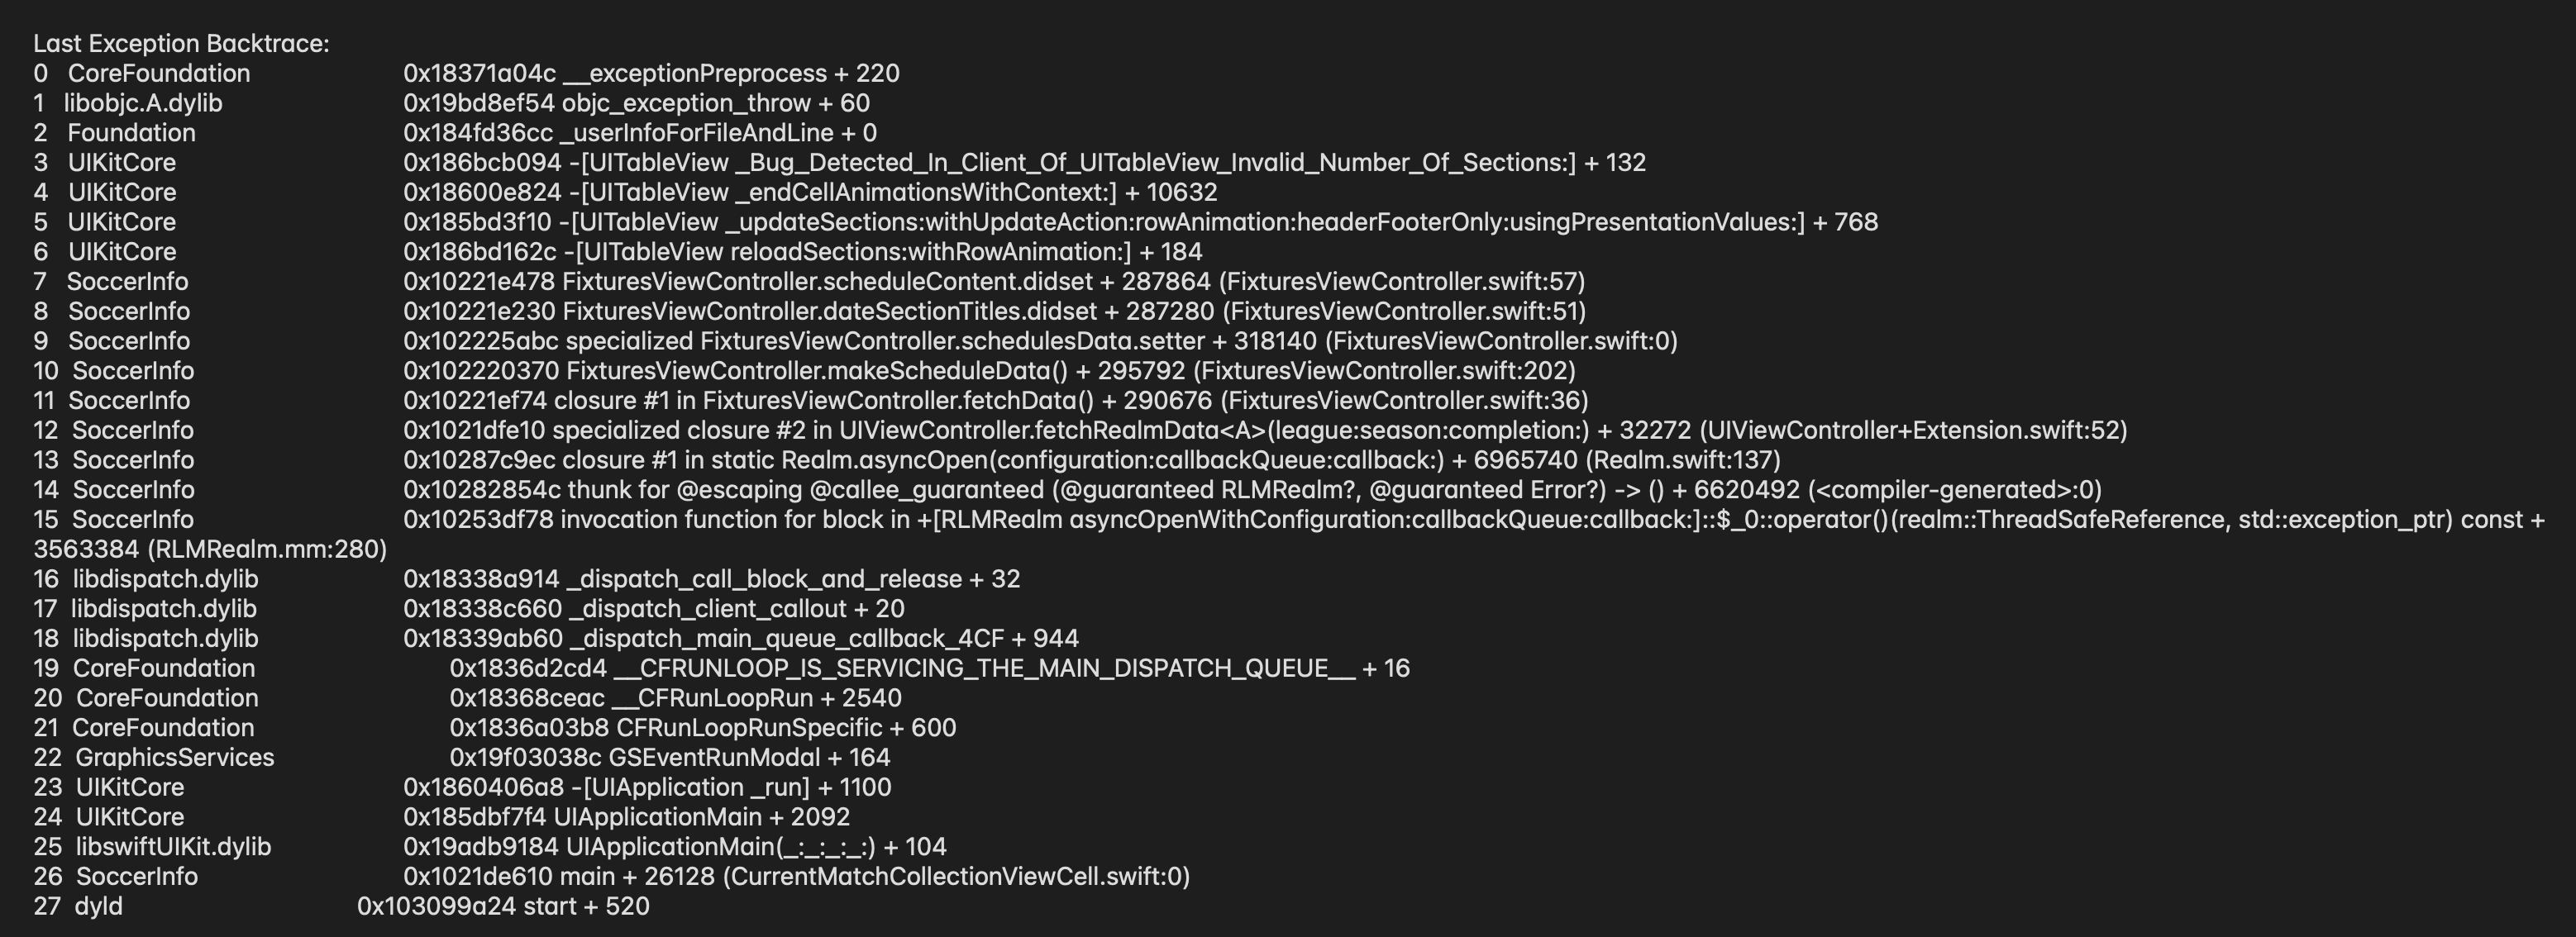 Last Exception Backtrace:
0 CoreFoundation 0x18371a04c __exceptionPreprocess + 220
1 libobjc.A.dylib 0x19bd8ef54 objc_exception_throw + 60
2 Foundation 0x184fd36cc _userInfoForFileAndLine + 0
3 UIKitCore 0x186bcb094 -[UITableView _Bug_Detected_In_Client_Of_UITableView_Invalid_Number_Of_Sections:] + 132
4 UIKitCore 0x18600e824 -[UITableView _endCellAnimationsWithContext:] + 10632
5 UIKitCore 0x185bd3f10 -[UITableView _updateSections:withUpdateAction:rowAnimation:headerFooterOnly:usingPresentationValues:] + 768
6 UIKitCore 0x186bd162c -[UITableView reloadSections:withRowAnimation:] + 184
7 SoccerInfo 0x10221e478 FixturesViewController.scheduleContent.didset + 287864 (FixturesViewController.swift:57)
8 SoccerInfo 0x10221e230 FixturesViewController.dateSectionTitles.didset + 287280 (FixturesViewController.swift:51)
9 SoccerInfo 0x102225abc specialized FixturesViewController.schedulesData.setter + 318140 (FixturesViewController.swift:0)
10 SoccerInfo 0x102220370 FixturesViewController.makeScheduleData() + 295792 (FixturesViewController.swift:202)
11 SoccerInfo 0x10221ef74 closure #1 in FixturesViewController.fetchData() + 290676 (FixturesViewController.swift:36)
12 SoccerInfo 0x1021dfe10 specialized closure #2 in UIViewController.fetchRealmData<A>(league:season:completion:) + 32272 (UIViewController+Extension.swift:52)
13 SoccerInfo 0x10287c9ec closure #1 in static Realm.asyncOpen(configuration:callbackQueue:callback:) + 6965740 (Realm.swift:137)
14 SoccerInfo 0x10282854c thunk for @escaping @callee_guaranteed (@guaranteed RLMRealm?, @guaranteed Error?) -> () + 6620492 (<compiler-generated>:0)
15 SoccerInfo 0x10253df78 invocation function for block in +[RLMRealm asyncOpenWithConfiguration:callbackQueue:callback:]::$_0::operator()(realm::ThreadSafeReference, std::exception_ptr) const +
3563384 (RLMRealm.mm:280)
16 libdispatch.dylib 0x18338a914 _dispatch_call_block_and_release + 32
17 libdispatch.dylib 0x18338c660 _dispatch_client_callout + 20
18 libdispatch.dylib 0x18339ab60 _dispatch_main_queue_callback_4CF + 944
19 CoreFoundation 0x1836d2cd4 __CFRUNLOOP_IS_SERVICING_THE_MAIN_DISPATCH_QUEUE__ + 16
20 CoreFoundation 0x18368ceac __CFRunLoopRun + 2540
21 CoreFoundation 0x1836a03b8 CFRunLoopRunSpecific + 600
22 GraphicsServices 0x19f03038c GSEventRunModal + 164
23 UIKitCore 0x1860406a8 -[UIApplication _run] + 1100
24 UIKitCore 0x185dbf7f4 UIApplicationMain + 2092
25 libswiftUIKit.dylib 0x19adb9184 UIApplicationMain(_:_:_:_:) + 104
26 SoccerInfo 0x1021de610 main + 26128 (CurrentMatchCollectionViewCell.swift:0)
27 dyld 0x103099a24 start + 520